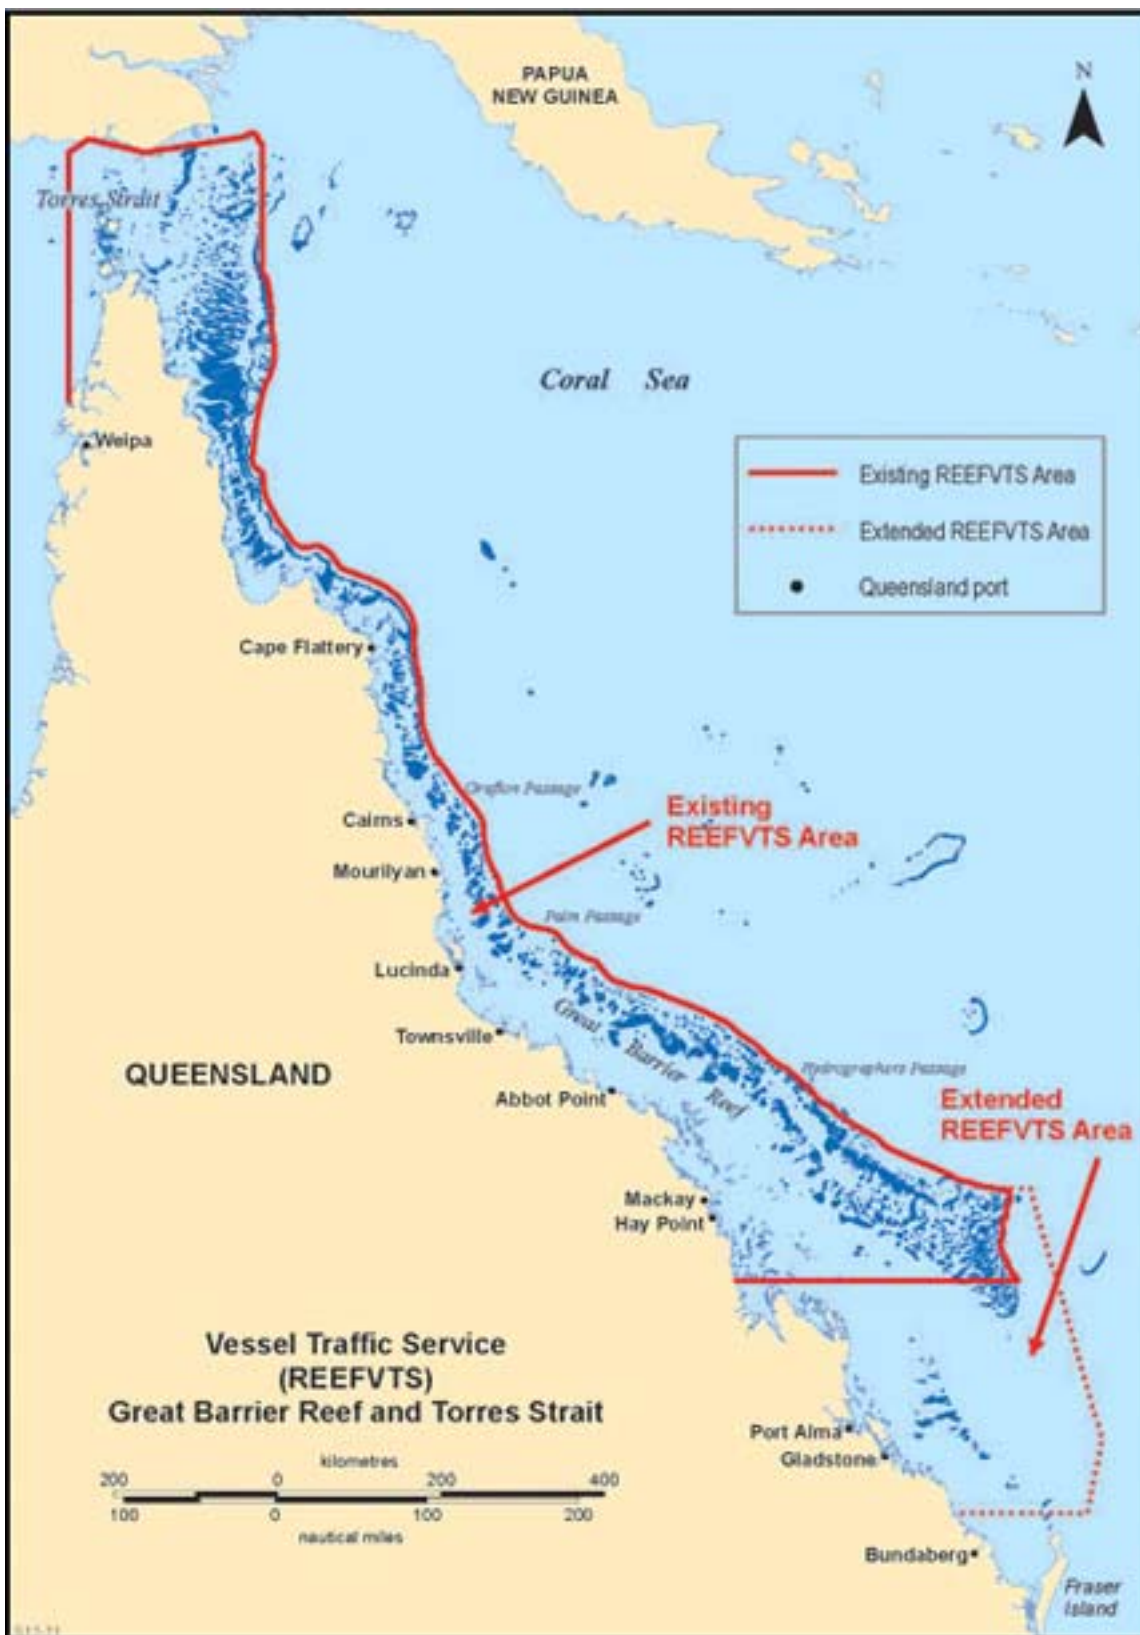 PAPUA
NEW GUINEA
N
Torres Strait
Coral Sea
Weipa
Existing REEFVTS Area
Extended REEFVTS Area
Queensland port
Cape Flattery
Grafton Passage
Existing
REEFVTS Area
Cairns
Mourilyan
Palm Passage
Lucinda
Great
Barrier
Reef
Townsville
Hydrographers Passage
QUEENSLAND
Abbot Point
Extended
REEFVTS Area
Mackay
Hay Point
Vessel Traffic Service
(REEFVTS)
Great Barrier Reef and Torres Strait
Port Alma
Gladstone
kilometres
200 0 200 400
100 0 100 200
nautical miles
Bundaberg
Fraser
Island